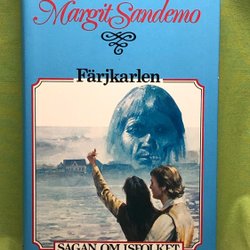 Margit Sandemo
Färjkarlen
SAGAN OM ISFOLKET